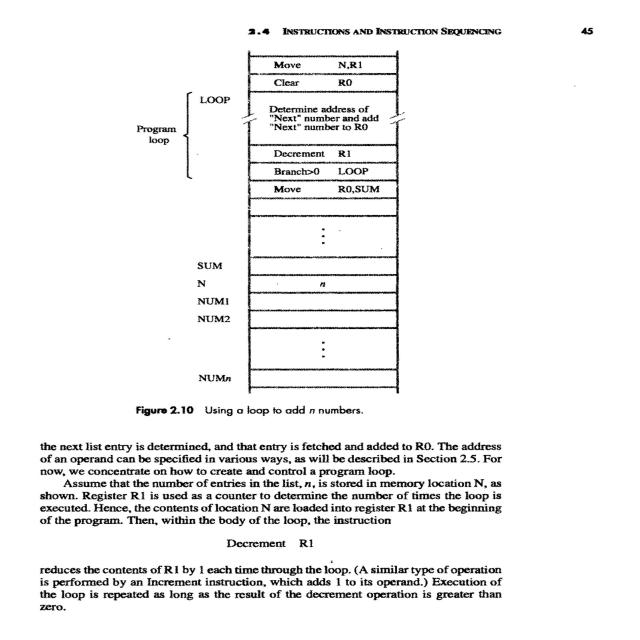 2.4 INSTRUCTIONS AND INSTRUCTION SEQUENCING 45
Move N,R1
Clear R0
LOOP
Determine address of
"Next" number and add
"Next" number to R0
Program
loop
Decrement R1
Branch>0 LOOP
Move R0,SUM
⋮
SUM
N n
NUM1
NUM2
⋮
NUMn
Figure 2.10 Using a loop to add n numbers.
the next list entry is determined, and that entry is fetched and added to R0. The address
of an operand can be specified in various ways, as will be described in Section 2.5. For
now, we concentrate on how to create and control a program loop.
Assume that the number of entries in the list, n, is stored in memory location N, as
shown. Register R1 is used as a counter to determine the number of times the loop is
executed. Hence, the contents of location N are loaded into register R1 at the beginning
of the program. Then, within the body of the loop, the instruction
Decrement R1
reduces the contents of R1 by 1 each time through the loop. (A similar type of operation
is performed by an Increment instruction, which adds 1 to its operand.) Execution of
the loop is repeated as long as the result of the decrement operation is greater than
zero.